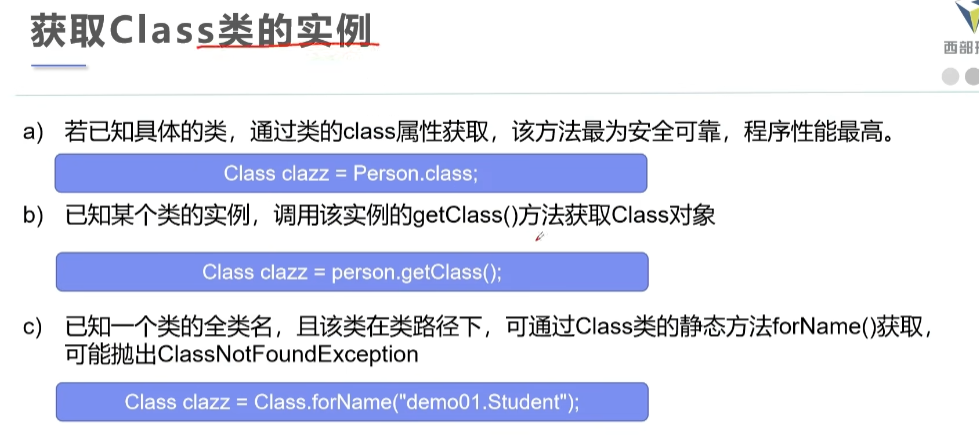 获取Class类的实例
西部
a) 若已知具体的类，通过类的class属性获取，该方法最为安全可靠，程序性能最高。
Class clazz = Person.class;
b) 已知某个类的实例，调用该实例的getClass()方法获取Class对象
Class clazz = person.getClass();
c) 已知一个类的全类名，且该类在类路径下，可通过Class类的静态方法forName()获取，
可能抛出ClassNotFoundException
Class clazz = Class.forName("demo01.Student");